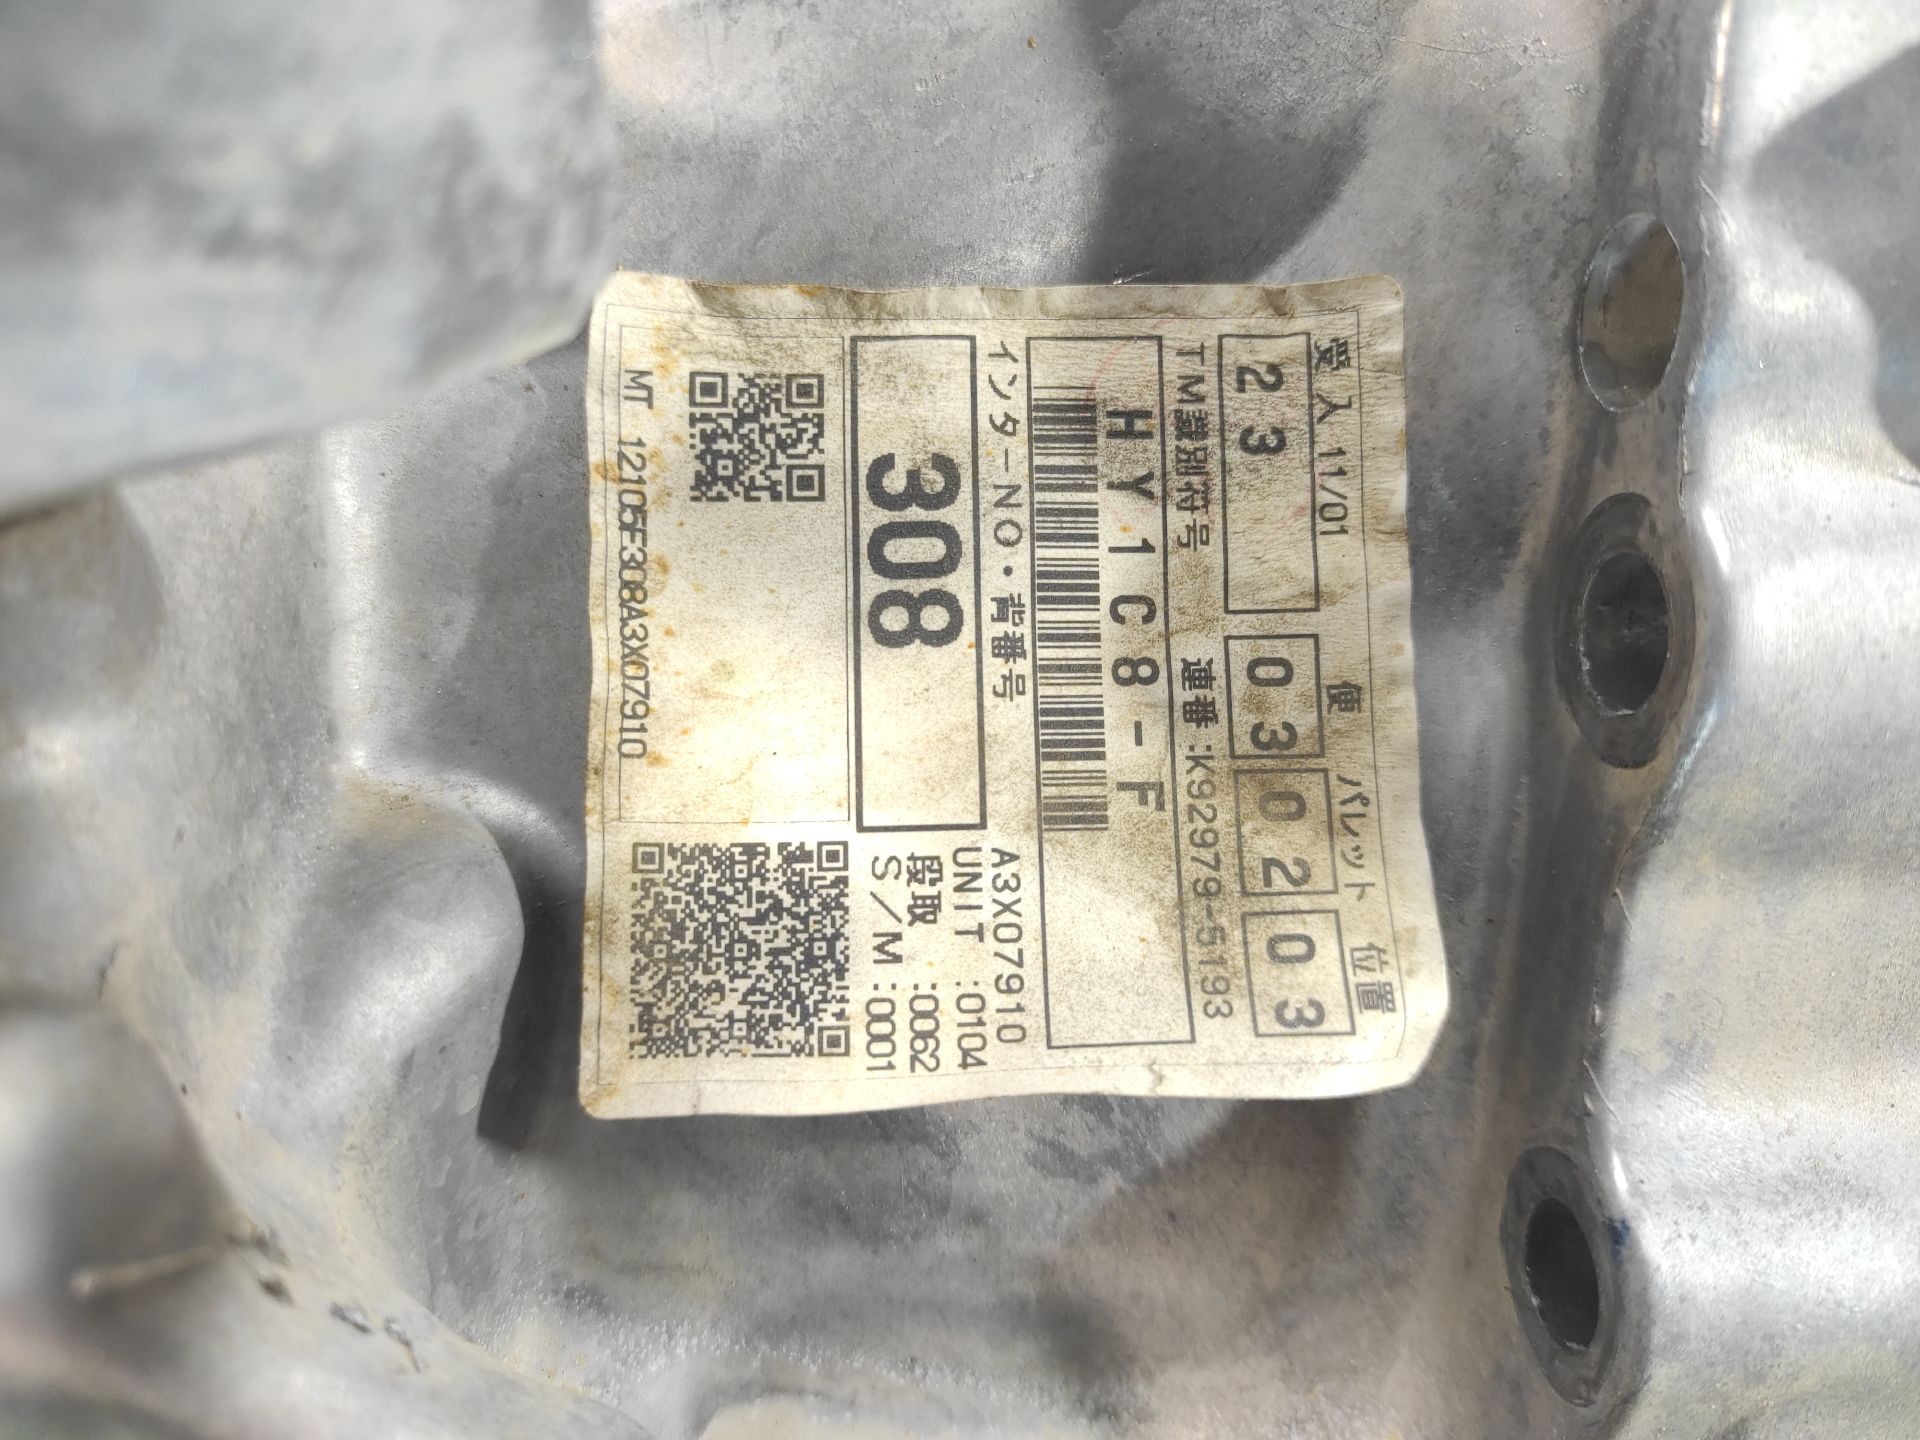 受入 11/01 便 パレット 位置
23 03 02 03
TM識別符号 連番:K92979-5193
HY1C8-F
インターNO・背番号 A3X07910
308
UNIT :0104
段取 :0062
S/M :0001
MT 12105F308A3X07910